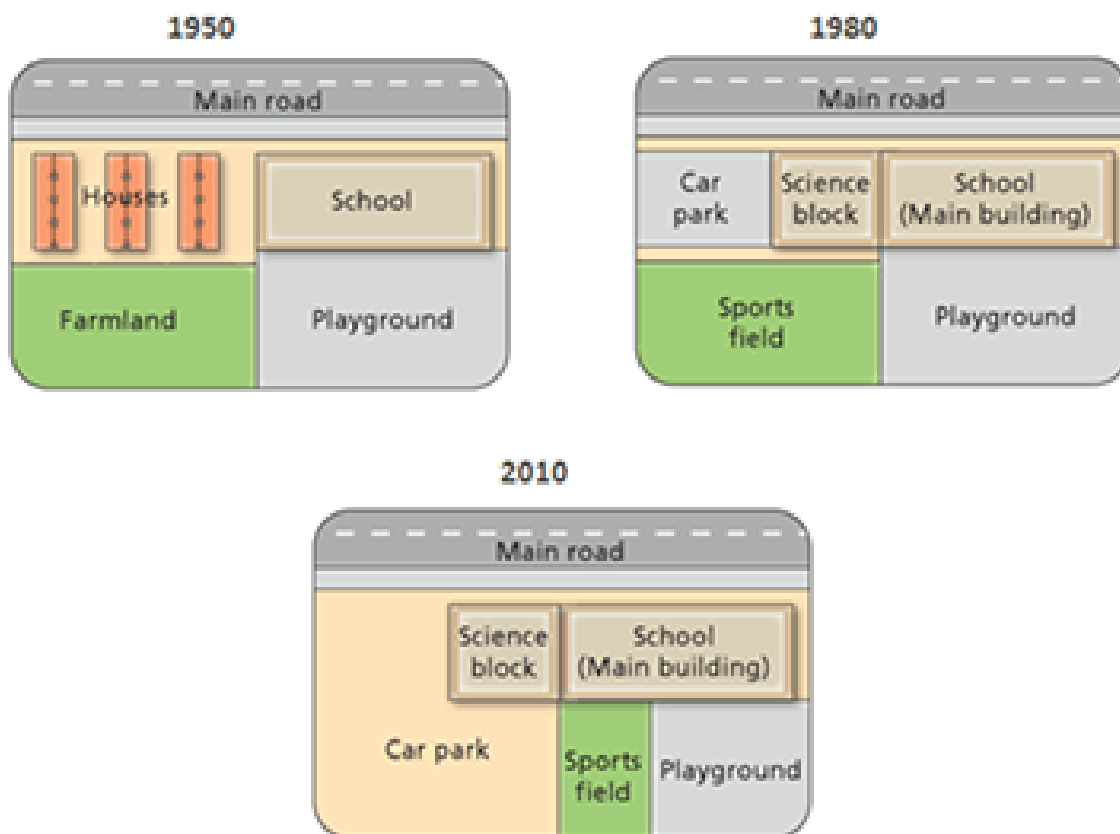 1950
Main road
Houses
School
Farmland
Playground
1980
Main road
Car
park
Science
block
School
(Main building)
Sports
field
Playground
2010
Main road
Science
block
School
(Main building)
Car park
Sports
field
Playground